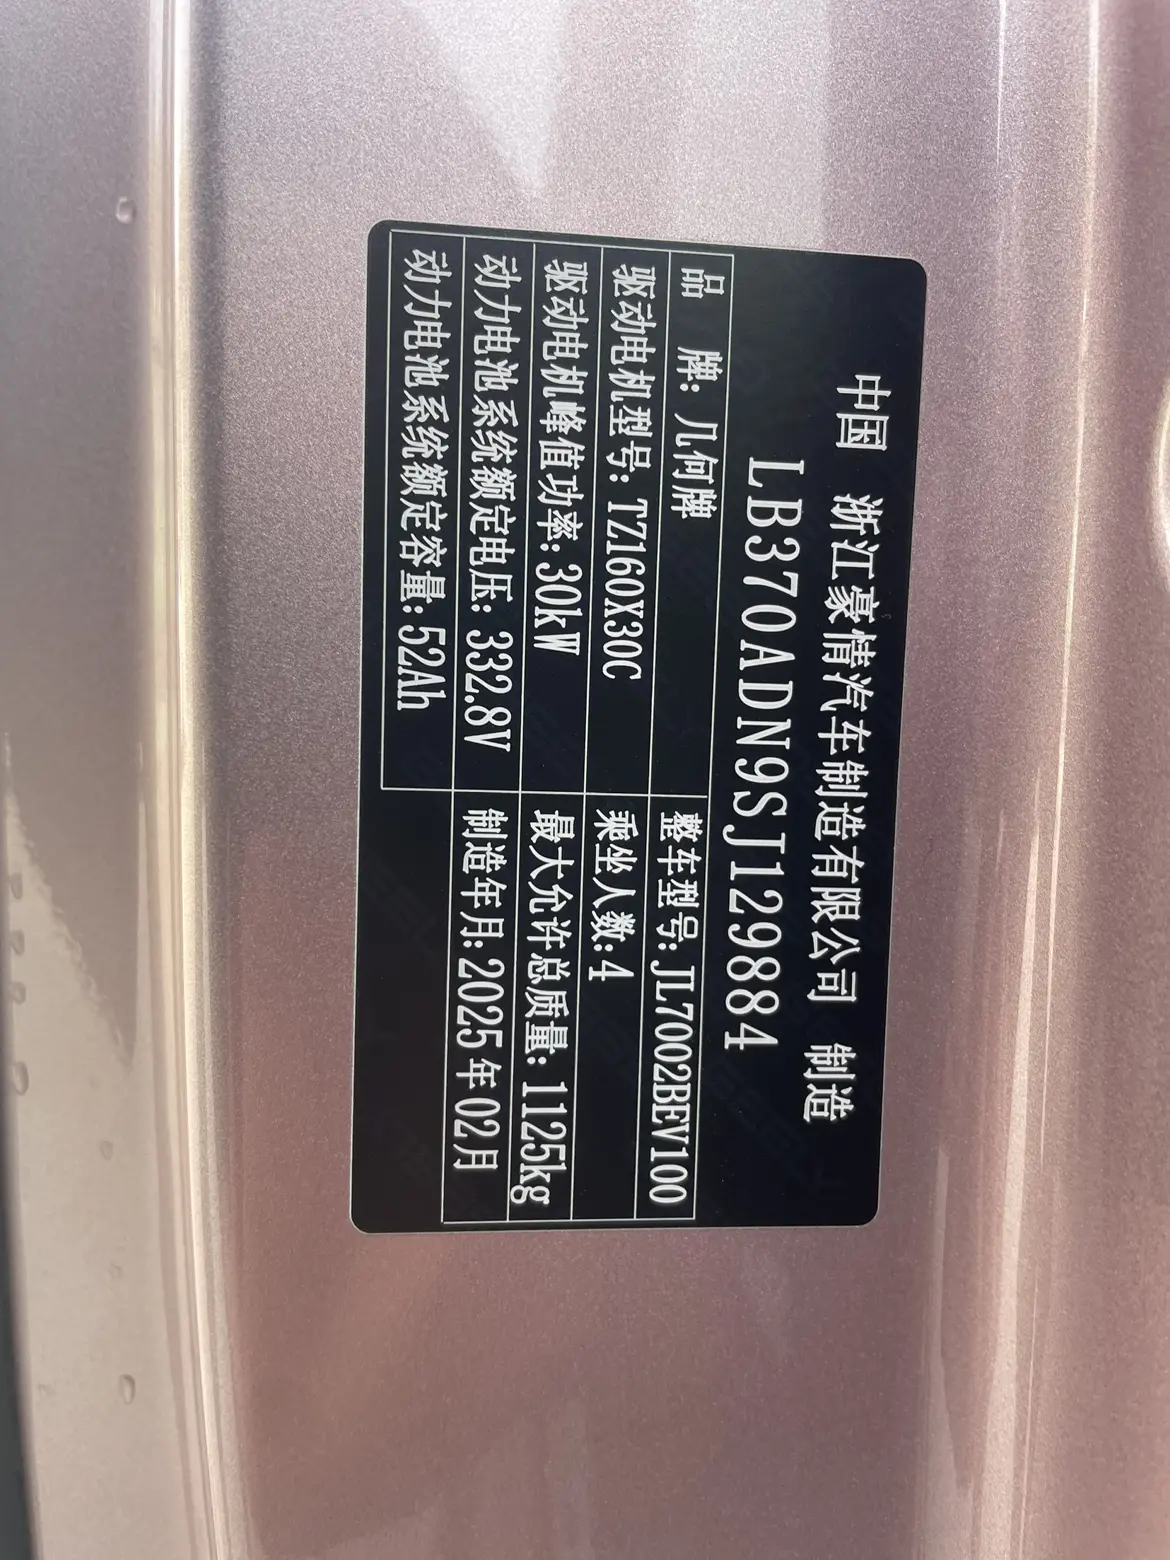 中国 浙江豪情汽车制造有限公司 制造
LB370ADN9SJ129884
品 牌: 几何牌 整车型号: JL7002BEV100
驱动电机型号: TZ160X30C 乘坐人数: 4
驱动电机峰值功率: 30kW 最大允许总质量: 1125kg
动力电池系统额定电压: 332.8V 制造年月: 2025年02月
动力电池系统额定容量: 52Ah